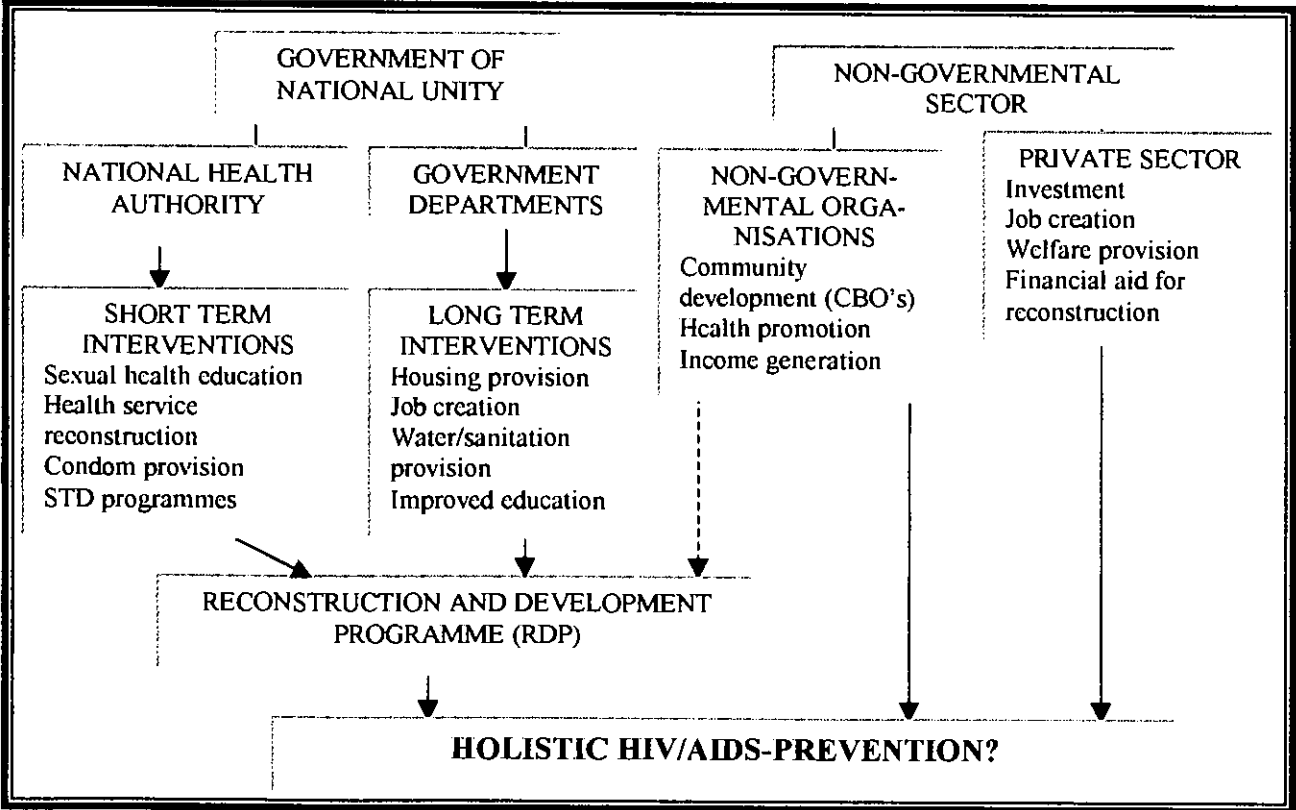 GOVERNMENT OF
NATIONAL UNITY
NON-GOVERNMENTAL
SECTOR
NATIONAL HEALTH
AUTHORITY
GOVERNMENT
DEPARTMENTS
NON-GOVERN-
MENTAL ORGA-
NISATIONS
Community
development (CBO's)
Health promotion
Income generation
PRIVATE SECTOR
Investment
Job creation
Welfare provision
Financial aid for
reconstruction
SHORT TERM
INTERVENTIONS
Sexual health education
Health service
reconstruction
Condom provision
STD programmes
LONG TERM
INTERVENTIONS
Housing provision
Job creation
Water/sanitation
provision
Improved education
RECONSTRUCTION AND DEVELOPMENT
PROGRAMME (RDP)
HOLISTIC HIV/AIDS-PREVENTION?